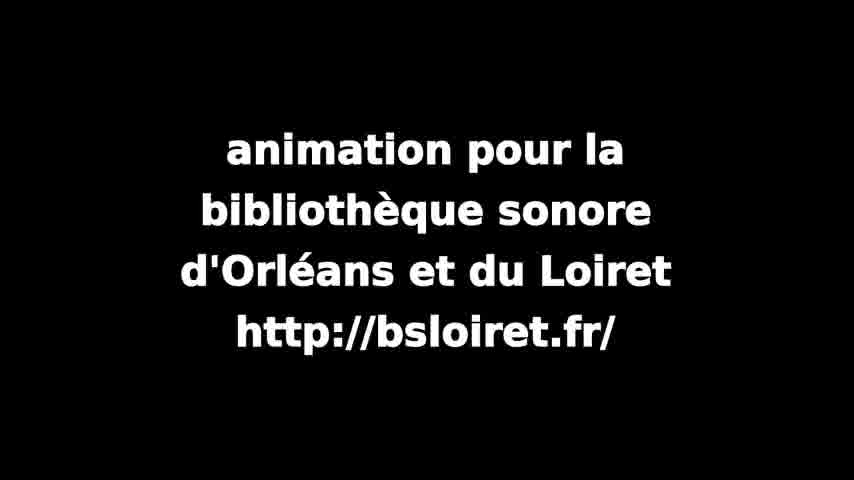 animation pour la
bibliothèque sonore
d'Orléans et du Loiret
http://bsloiret.fr/